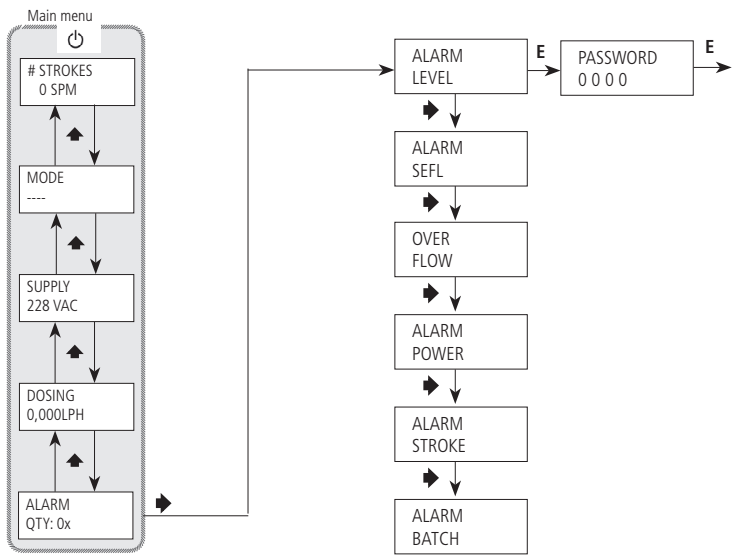 Main menu
# STROKES
0 SPM
MODE
----
SUPPLY
228 VAC
DOSING
0,000LPH
ALARM
QTY: 0x
ALARM
LEVEL
E
PASSWORD
0 0 0 0
E
ALARM
SEFL
OVER
FLOW
ALARM
POWER
ALARM
STROKE
ALARM
BATCH